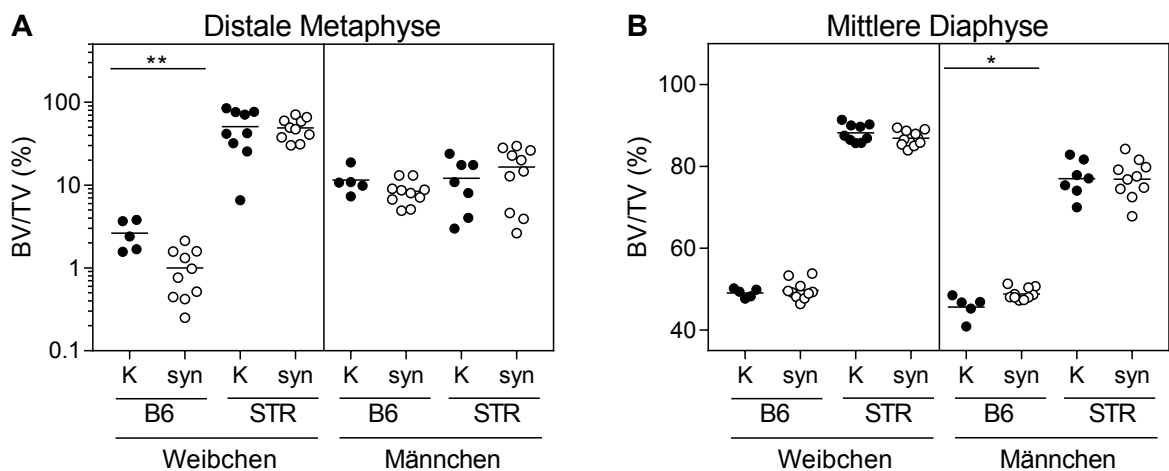 A Distale Metaphyse
**
BV/TV (%)
100
10
1
0.1
K syn K syn K syn K syn
B6 STR B6 STR
Weibchen Männchen
B Mittlere Diaphyse
*
BV/TV (%)
100
80
60
40
K syn K syn K syn K syn
B6 STR B6 STR
Weibchen Männchen